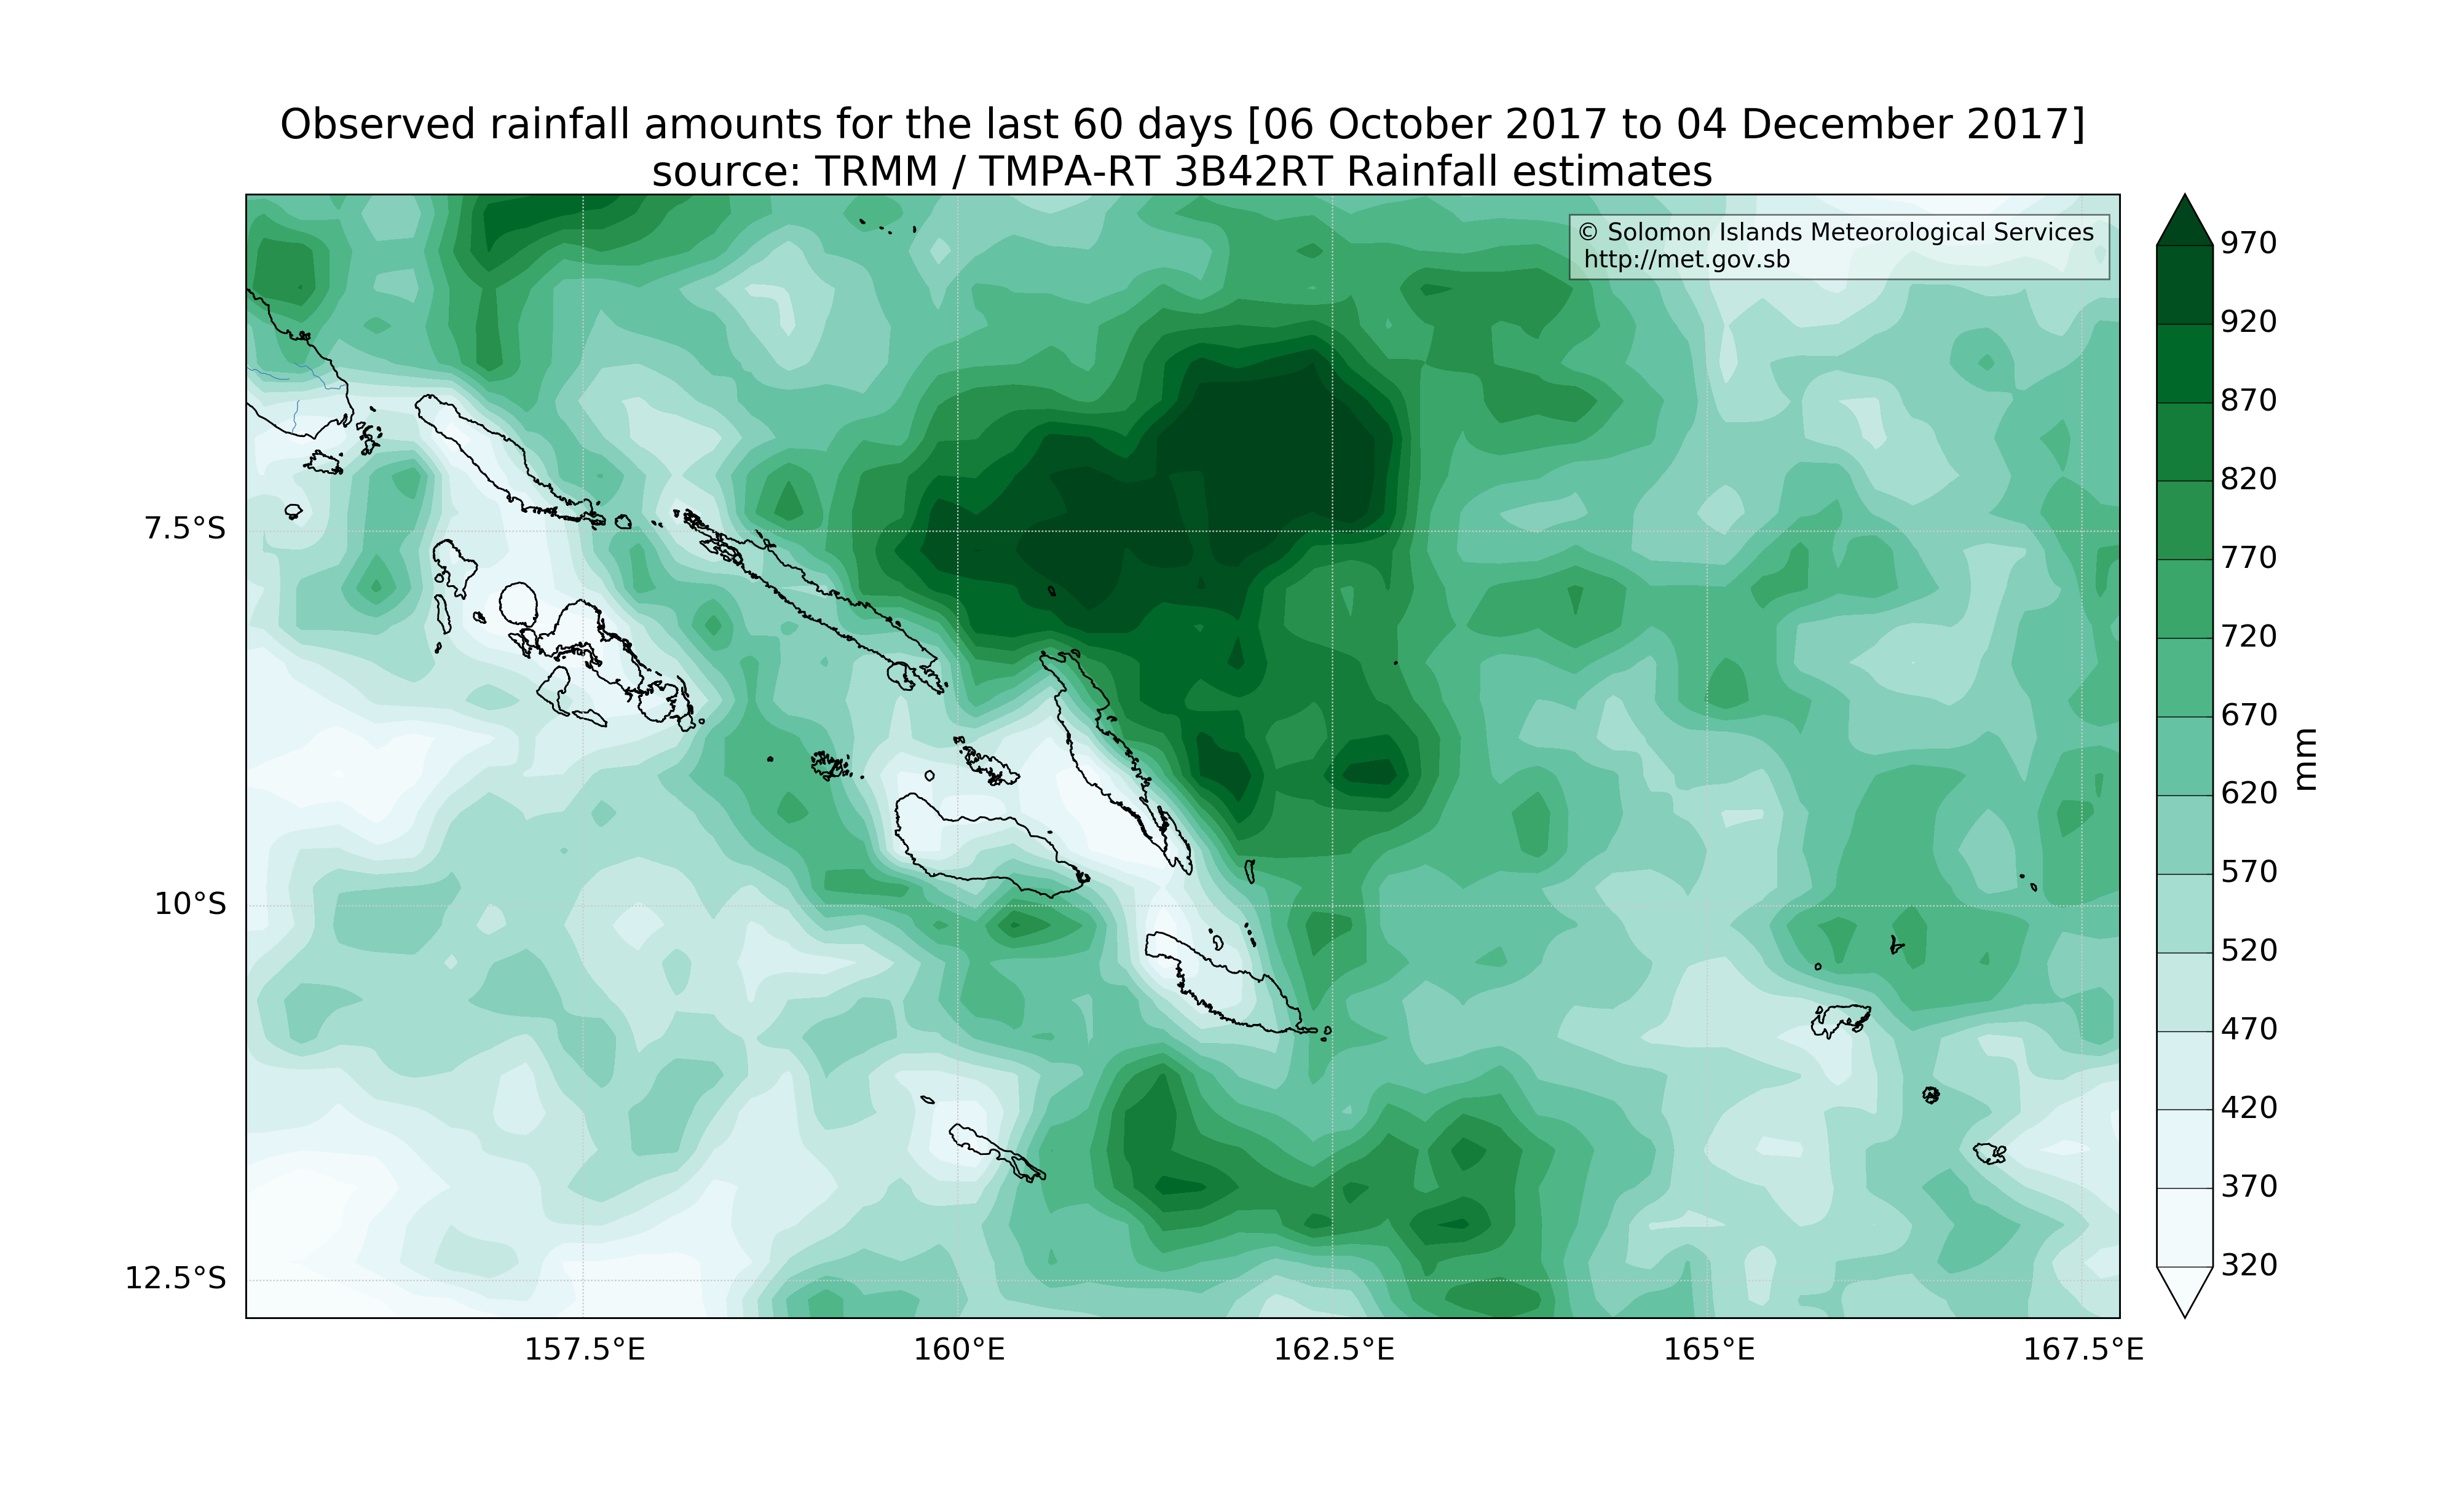 Observed rainfall amounts for the last 60 days [06 October 2017 to 04 December 2017]
source: TRMM / TMPA-RT 3B42RT Rainfall estimates
© Solomon Islands Meteorological Services
http://met.gov.sb
7.5°S
10°S
12.5°S
157.5°E
160°E
162.5°E
165°E
167.5°E
970
920
870
820
770
720
670
620
570
520
470
420
370
320
mm